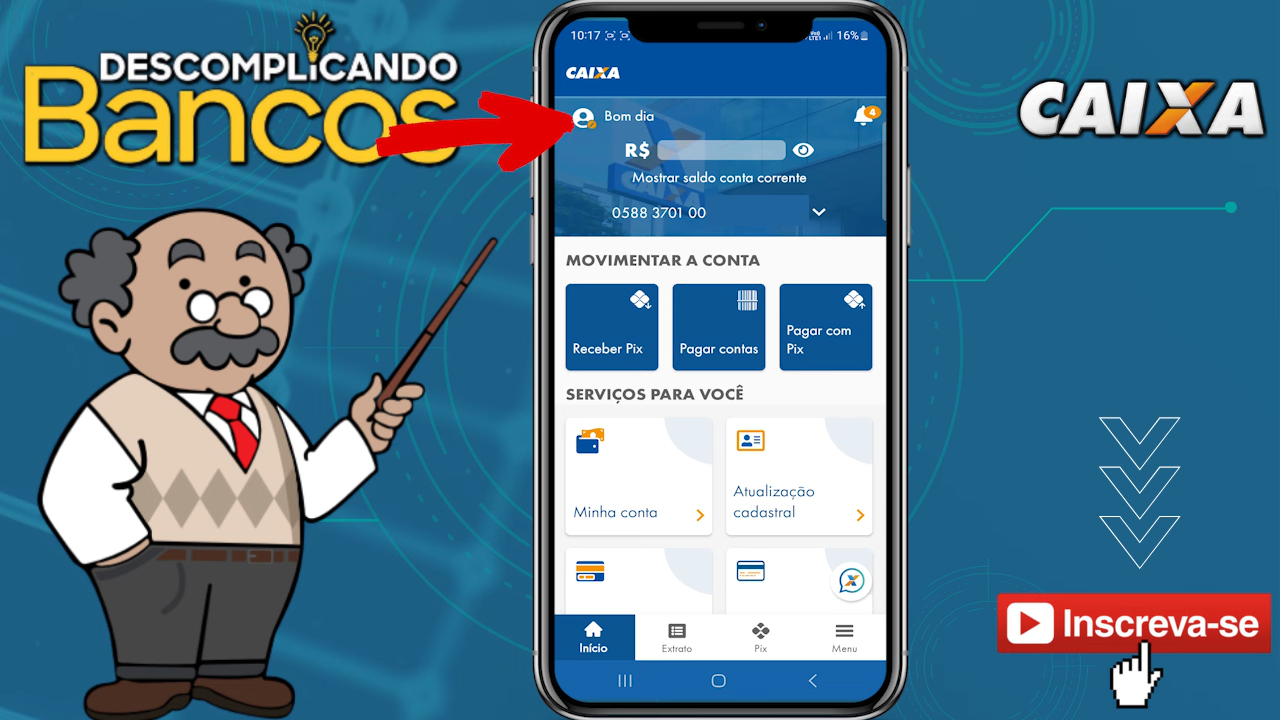 DESCOMPLiCANDO
Bancos
10:17
16%
CAIXA
Bom dia
4
R$
Mostrar saldo conta corrente
0588 3701 00
MOVIMENTAR A CONTA
Receber Pix
Pagar contas
Pagar com
Pix
SERVIÇOS PARA VOCÊ
Minha conta
Atualização
cadastral
Início
Extrato
Pix
Menu
CAIXA
Inscreva-se